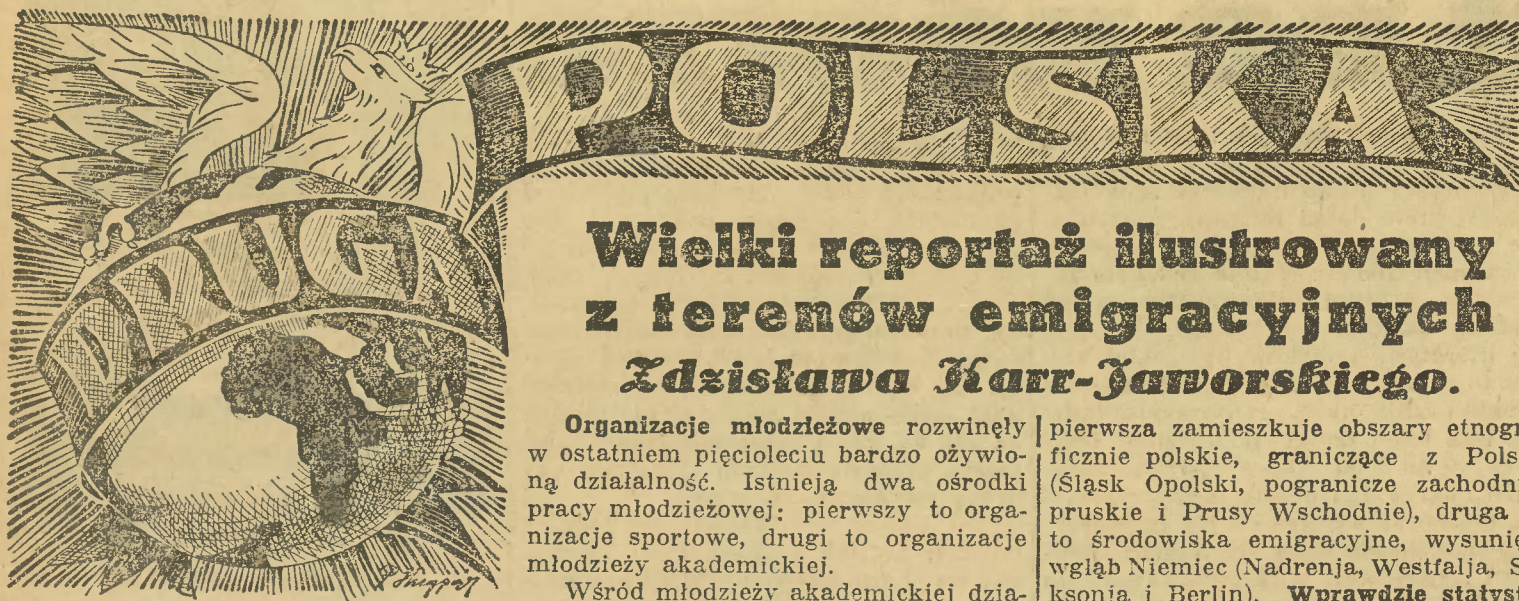 DRUGA
POLSKA
Wielki reportaż ilustrowany
z terenów emigracyjnych
Zdzisława Karr-Jaworskiego.
Organizacje młodzieżowe rozwinęły
w ostatniem pięcioleciu bardzo ożywio-
ną działalność. Istnieją dwa ośrodki
pracy młodzieżowej: pierwszy to orga-
nizacje sportowe, drugi to organizacje
młodzieży akademickiej.
Wśród młodzieży akademickiej dzia-
pierwsza zamieszkuje obszary etnogr
ficznie polskie, graniczące z Pols
(Śląsk Opolski, pogranicze zachodn
pruskie i Prusy Wschodnie), druga
to środowiska emigracyjne, wysunię
wgłąb Niemiec (Nadrenja, Westfalja, S
ksonja i Berlin). Wprawdzie statyst